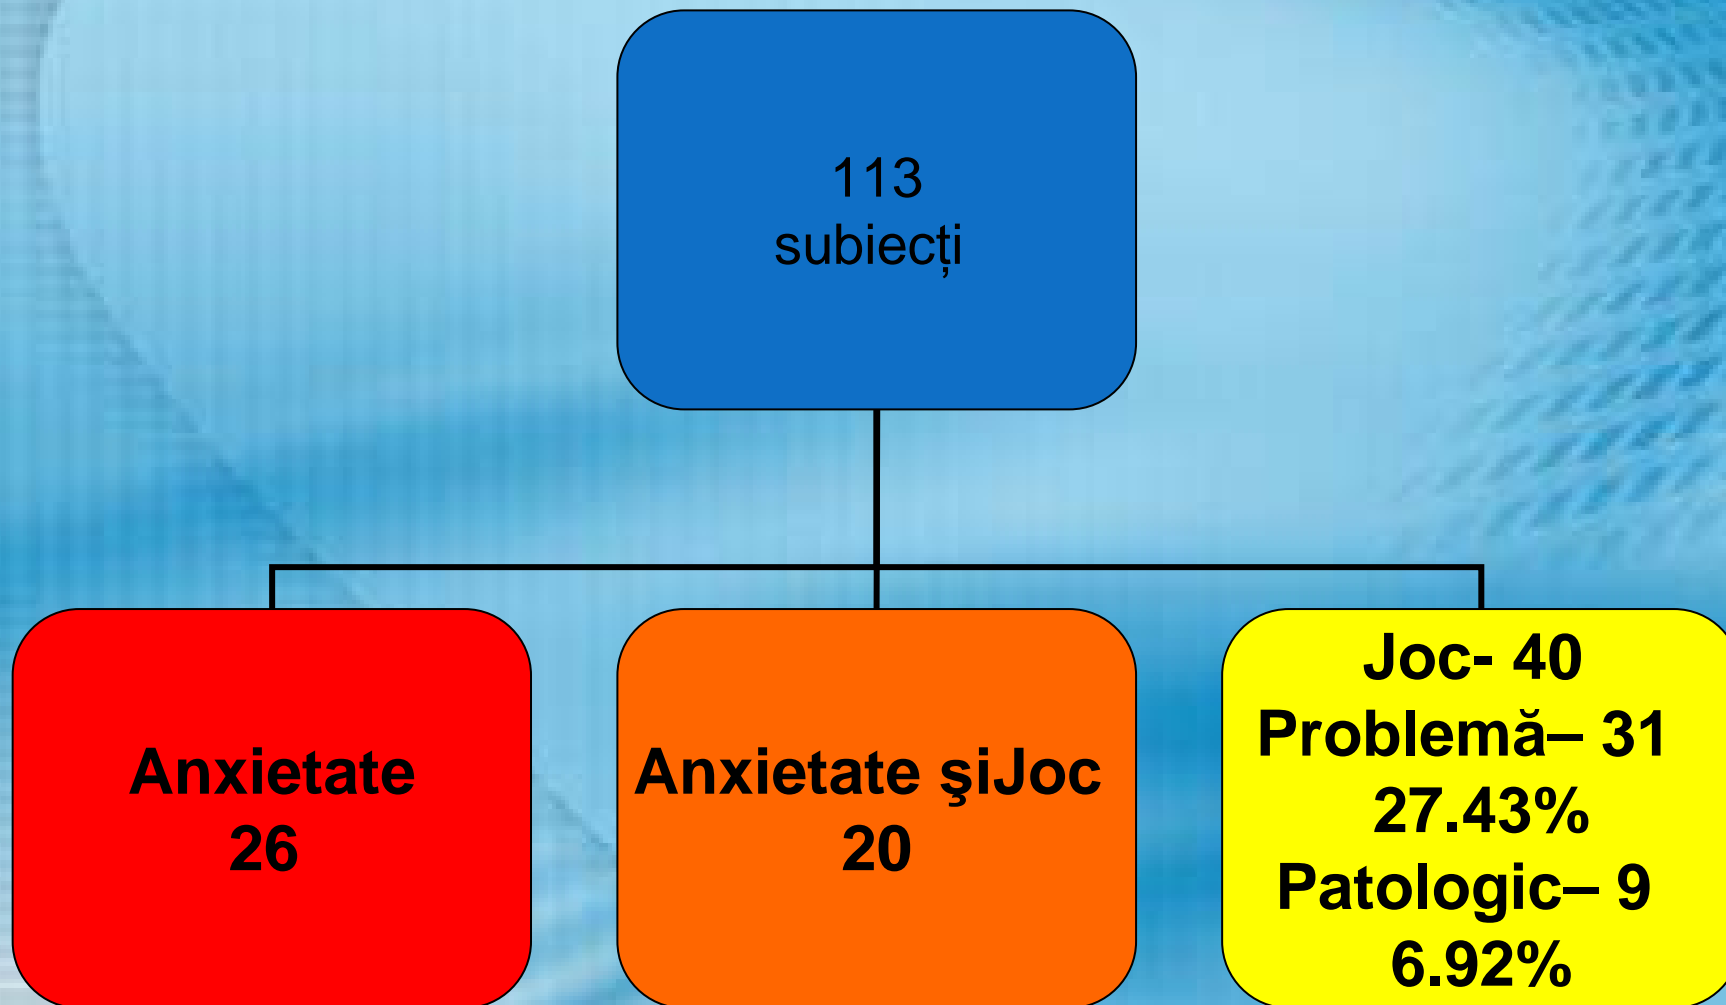 113
subiecți
Anxietate
26
Anxietate şiJoc
20
Joc- 40
Problemă– 31
27.43%
Patologic– 9
6.92%